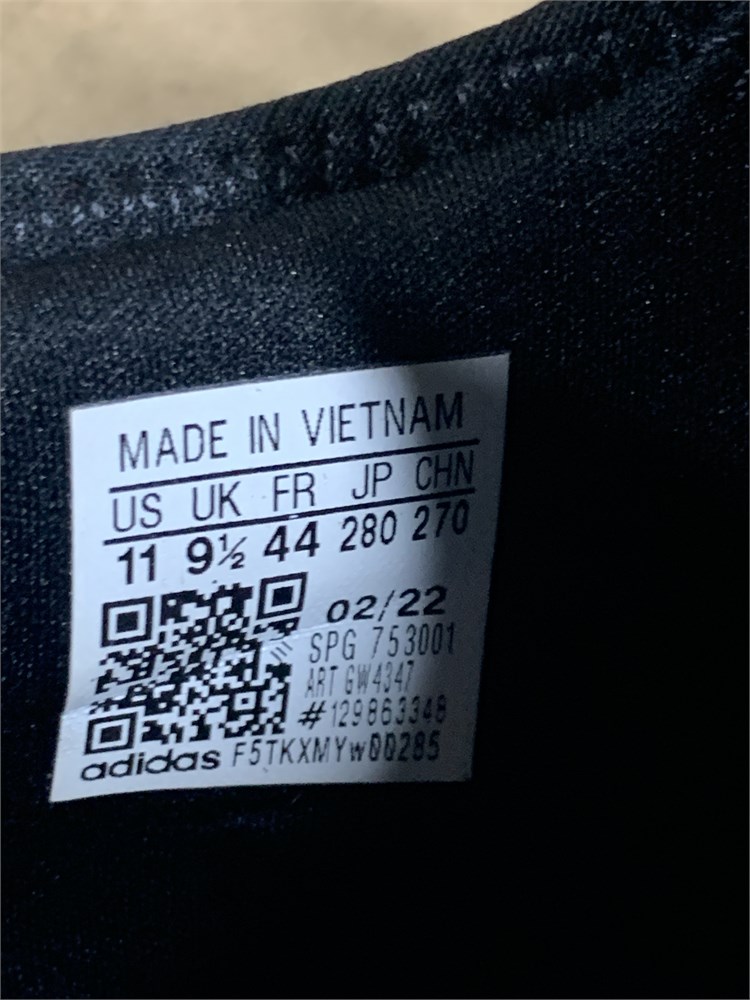 MADE IN VIETNAM
US UK FR JP CHN
11 9½ 44 280 270
02/22
SPG 753001
ART GW4347
#129863348
adidas F5TKXMYw00285